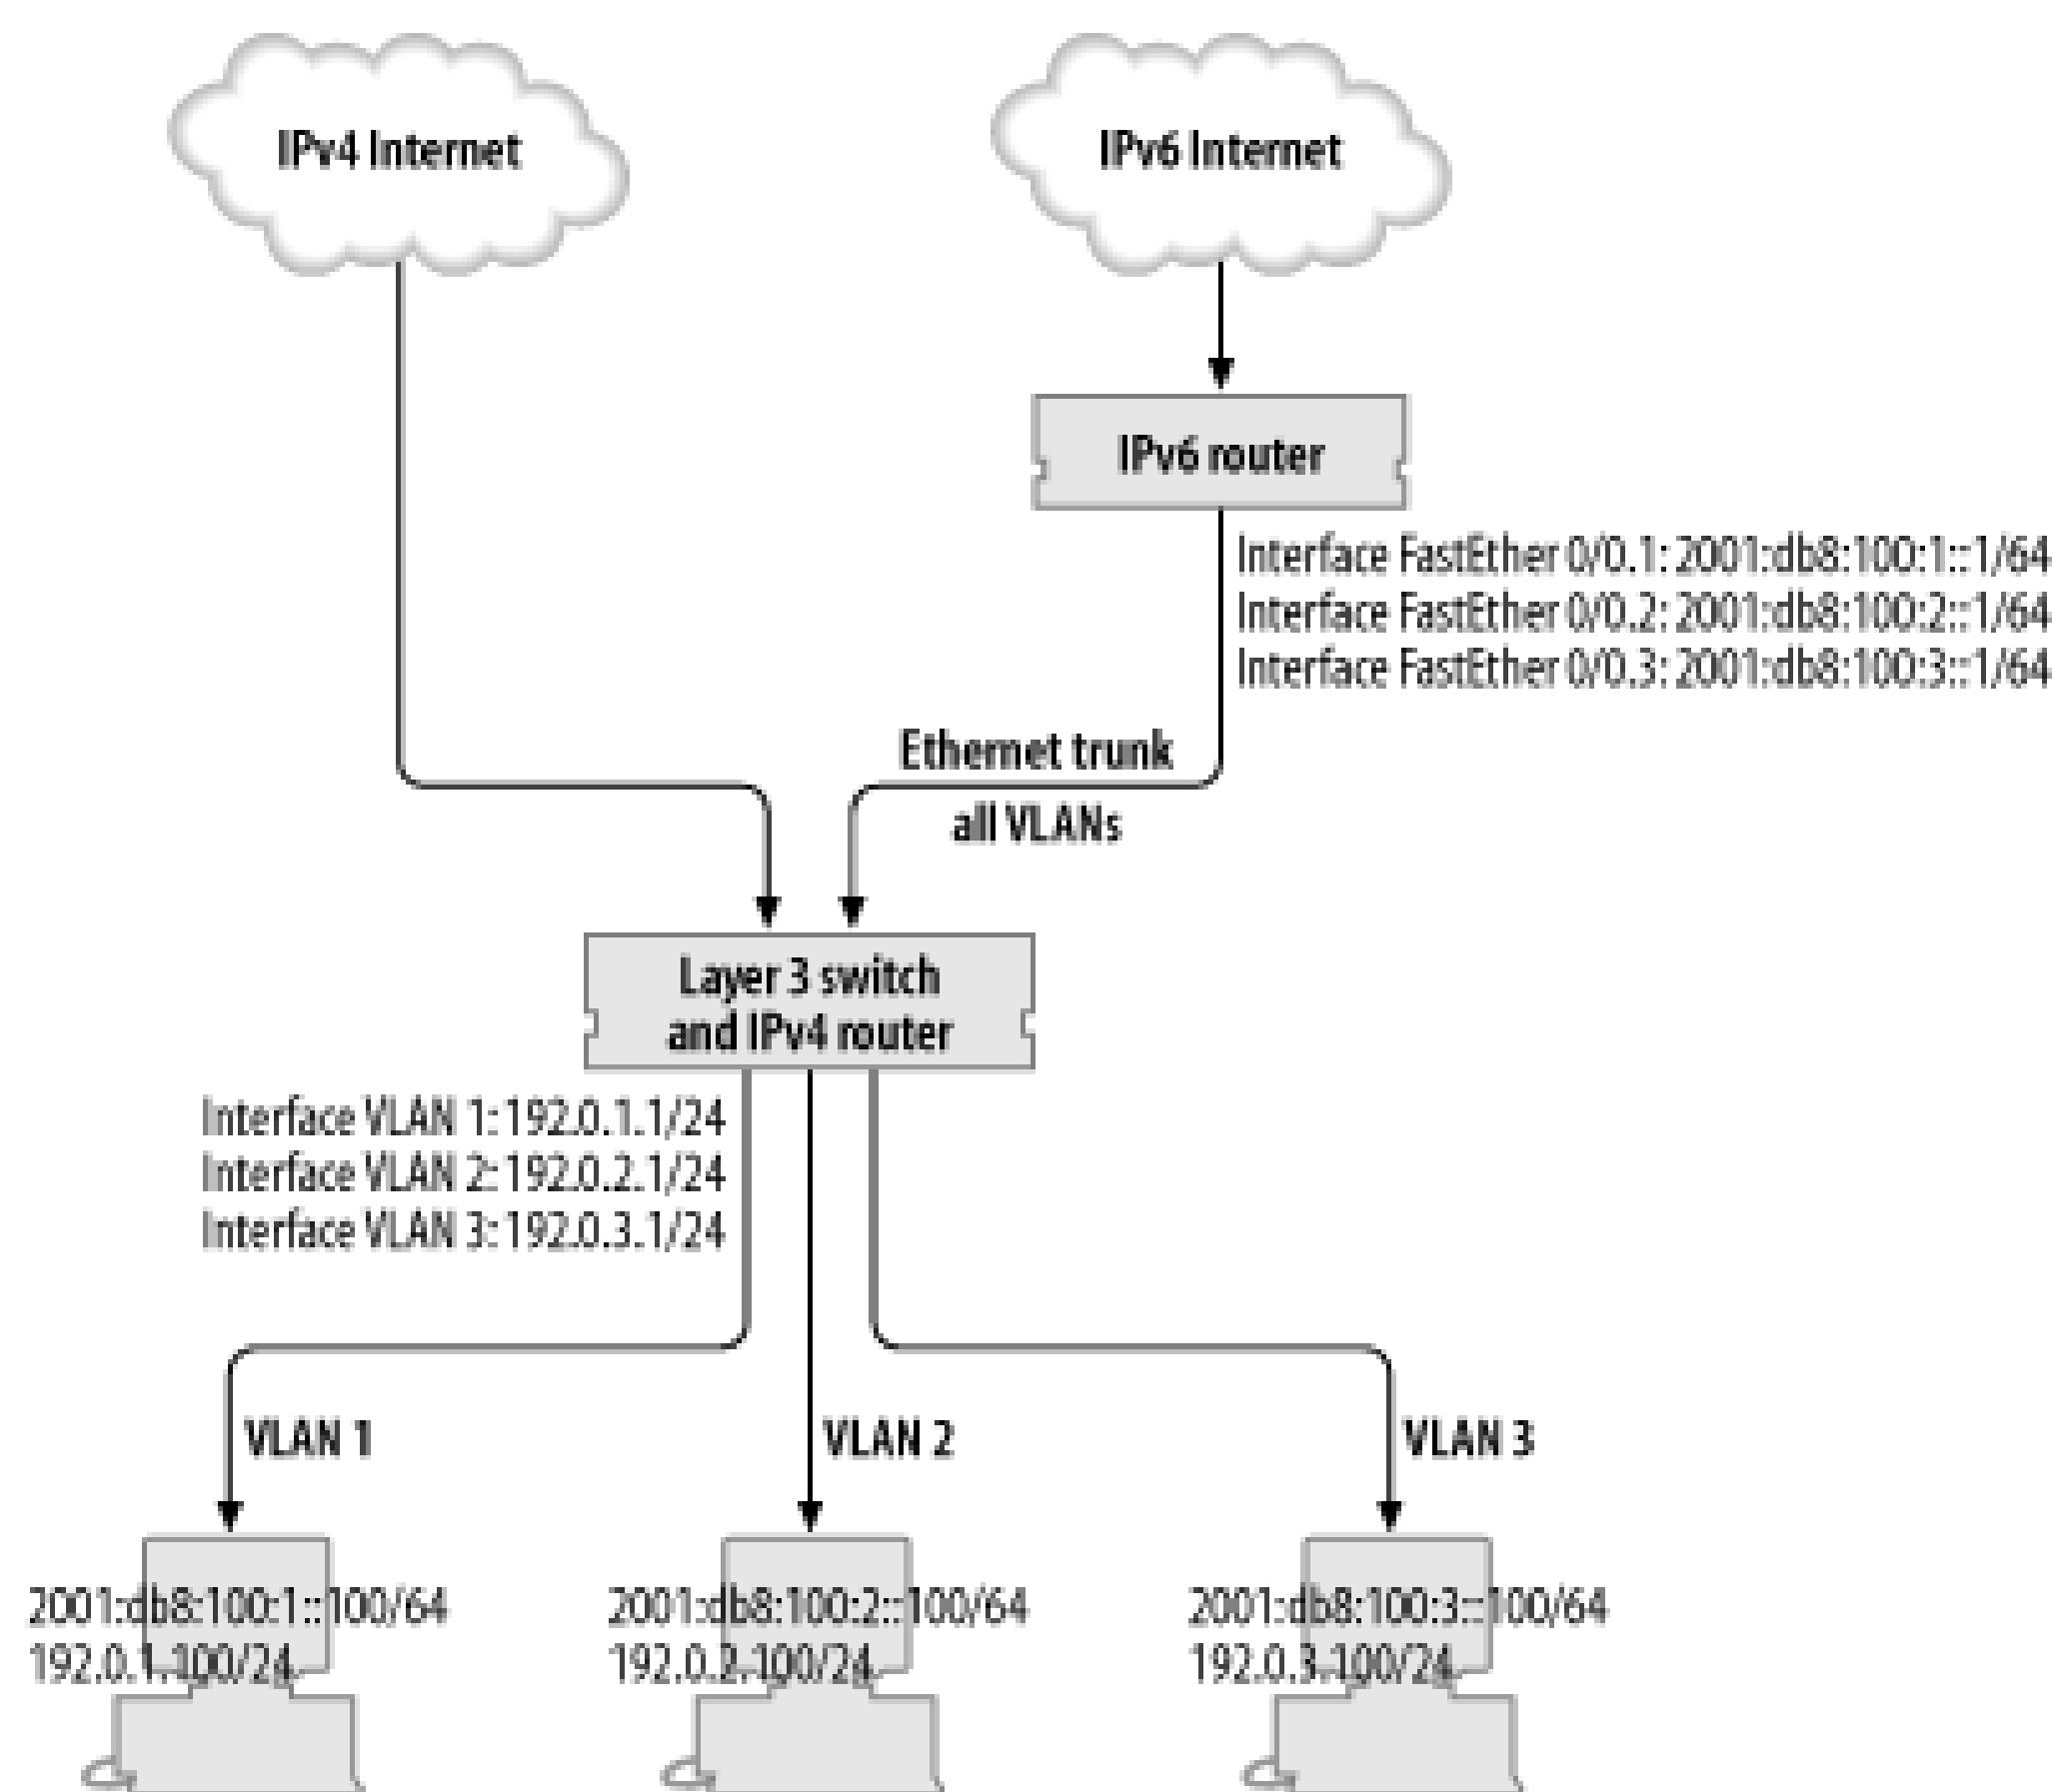 IPv4 Internet
IPv6 Internet
IPv6 router
Interface FastEther 0/0.1: 2001:db8:100:1::1/64
Interface FastEther 0/0.2: 2001:db8:100:2::1/64
Interface FastEther 0/0.3: 2001:db8:100:3::1/64
Ethernet trunk
all VLANs
Layer 3 switch
and IPv4 router
Interface VLAN 1: 192.0.1.1/24
Interface VLAN 2: 192.0.2.1/24
Interface VLAN 3: 192.0.3.1/24
VLAN 1
VLAN 2
VLAN 3
2001:db8:100:1::100/64
192.0.1.100/24
2001:db8:100:2::100/64
192.0.2.100/24
2001:db8:100:3::100/64
192.0.3.100/24